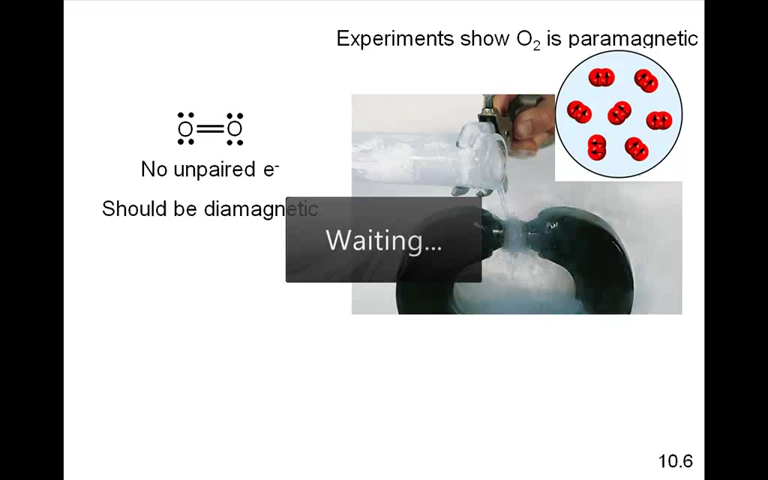 Experiments show O₂ is paramagnetic
O=O
No unpaired e⁻
Should be diamagnetic
Waiting...
10.6